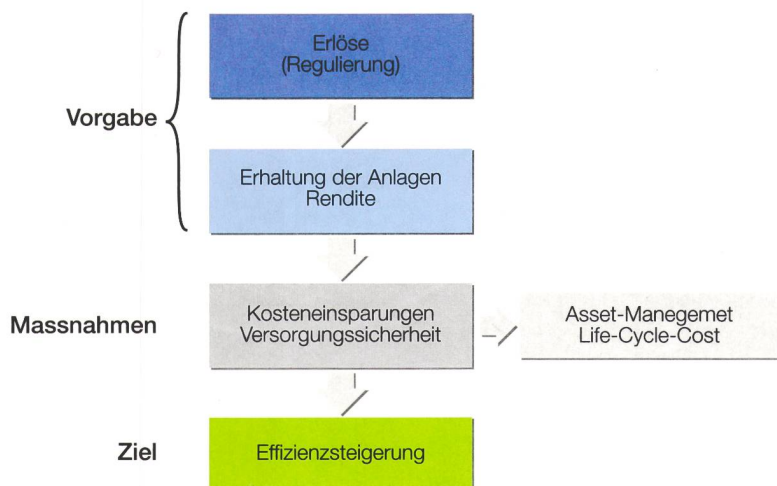 Erlöse
(Regulierung)
Vorgabe
Erhaltung der Anlagen
Rendite
Massnahmen
Kosteneinsparungen
Versorgungssicherheit
Asset-Manegemet
Life-Cycle-Cost
Ziel
Effizienzsteigerung